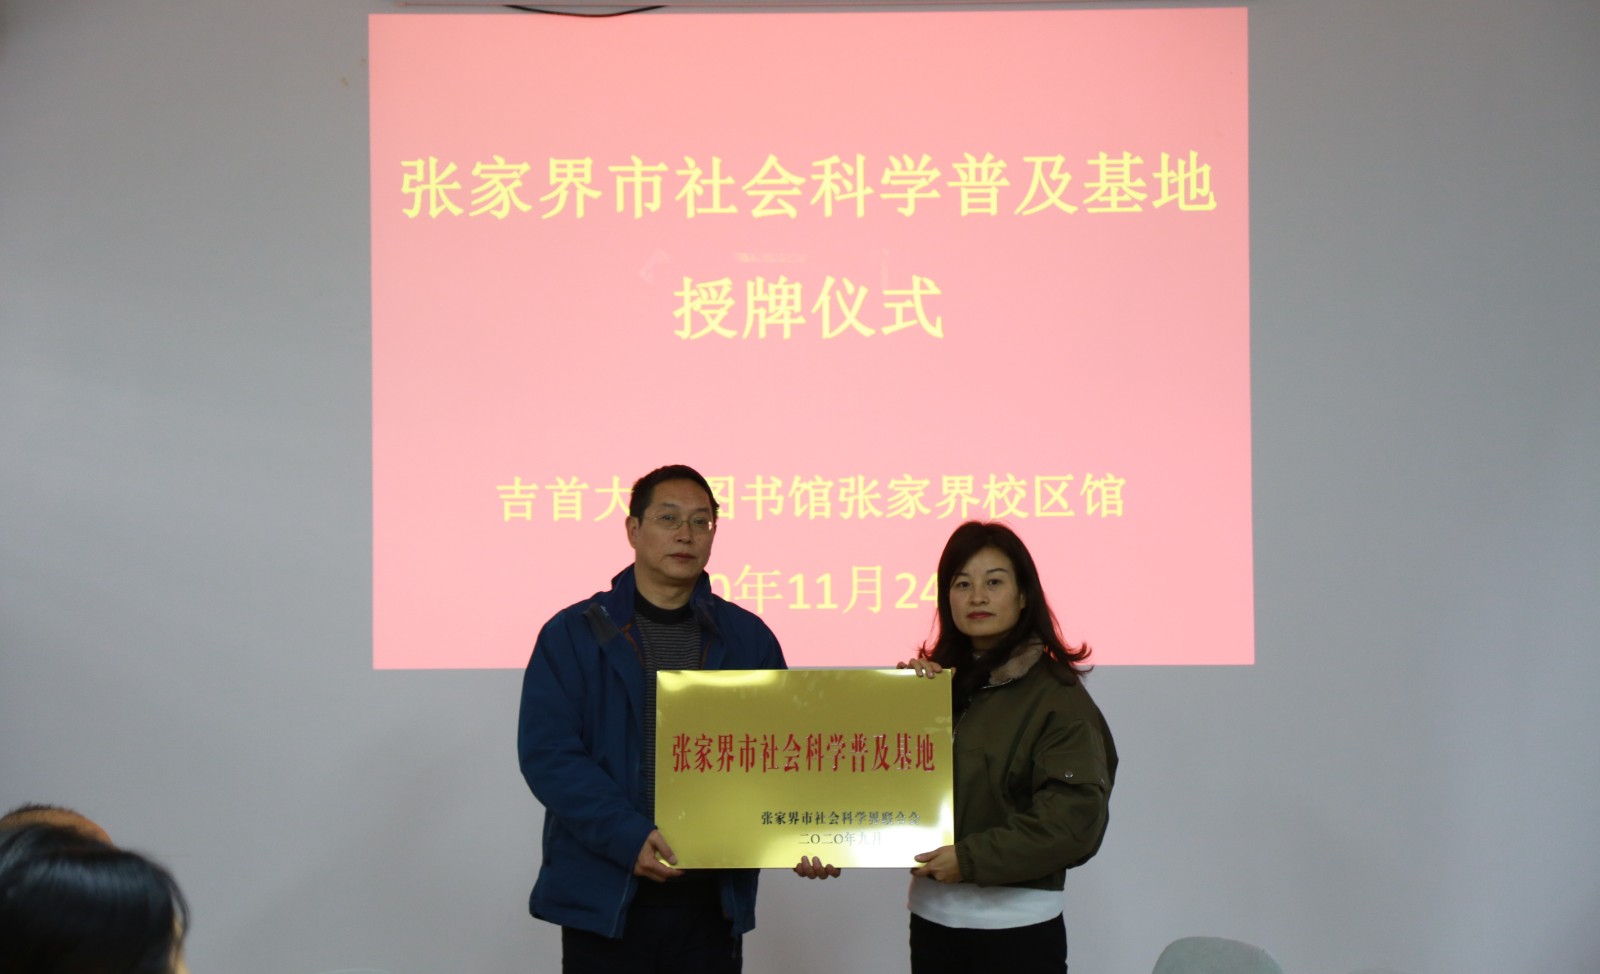 张家界市社会科学普及基地
授牌仪式
吉首大 图书馆张家界校区馆
0年11月24
张家界市社会科学普及基地
张家界市社会科学界联合会
二〇二〇年九月